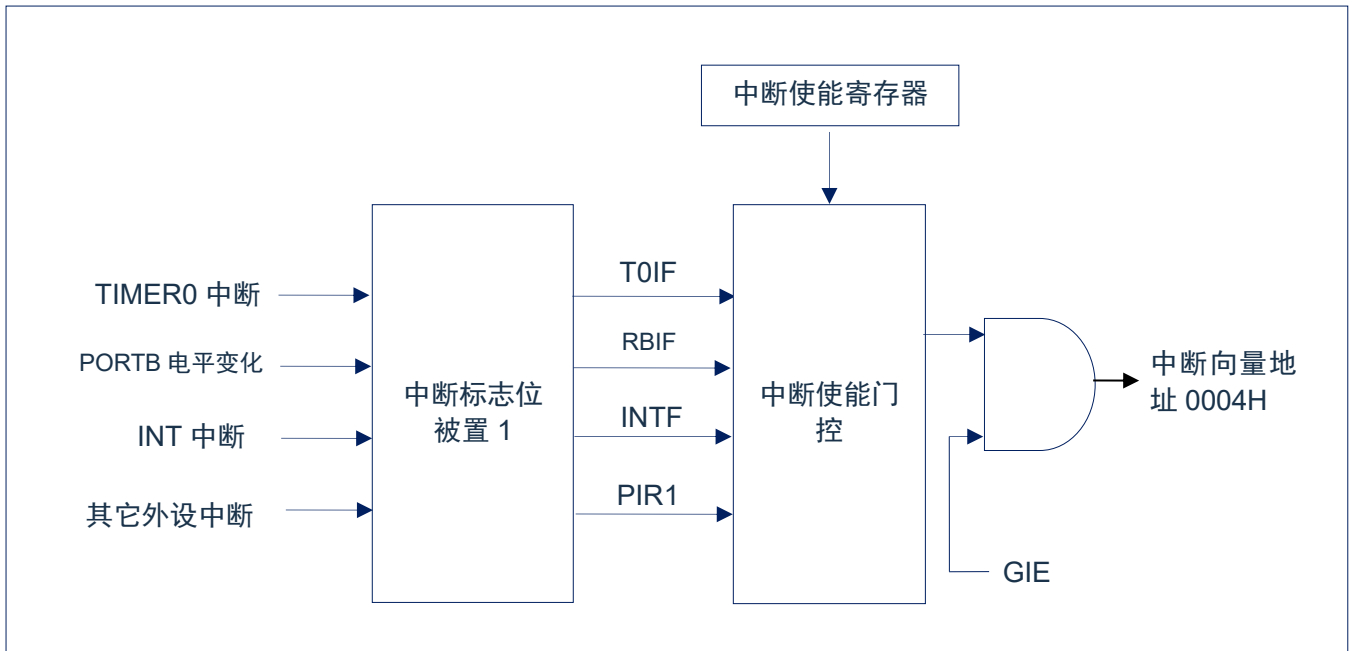 中断使能寄存器
TIMER0 中断
PORTB 电平变化
INT 中断
其它外设中断
中断标志位
被置 1
T0IF
RBIF
INTF
PIR1
中断使能门
控
GIE
中断向量地
址 0004H